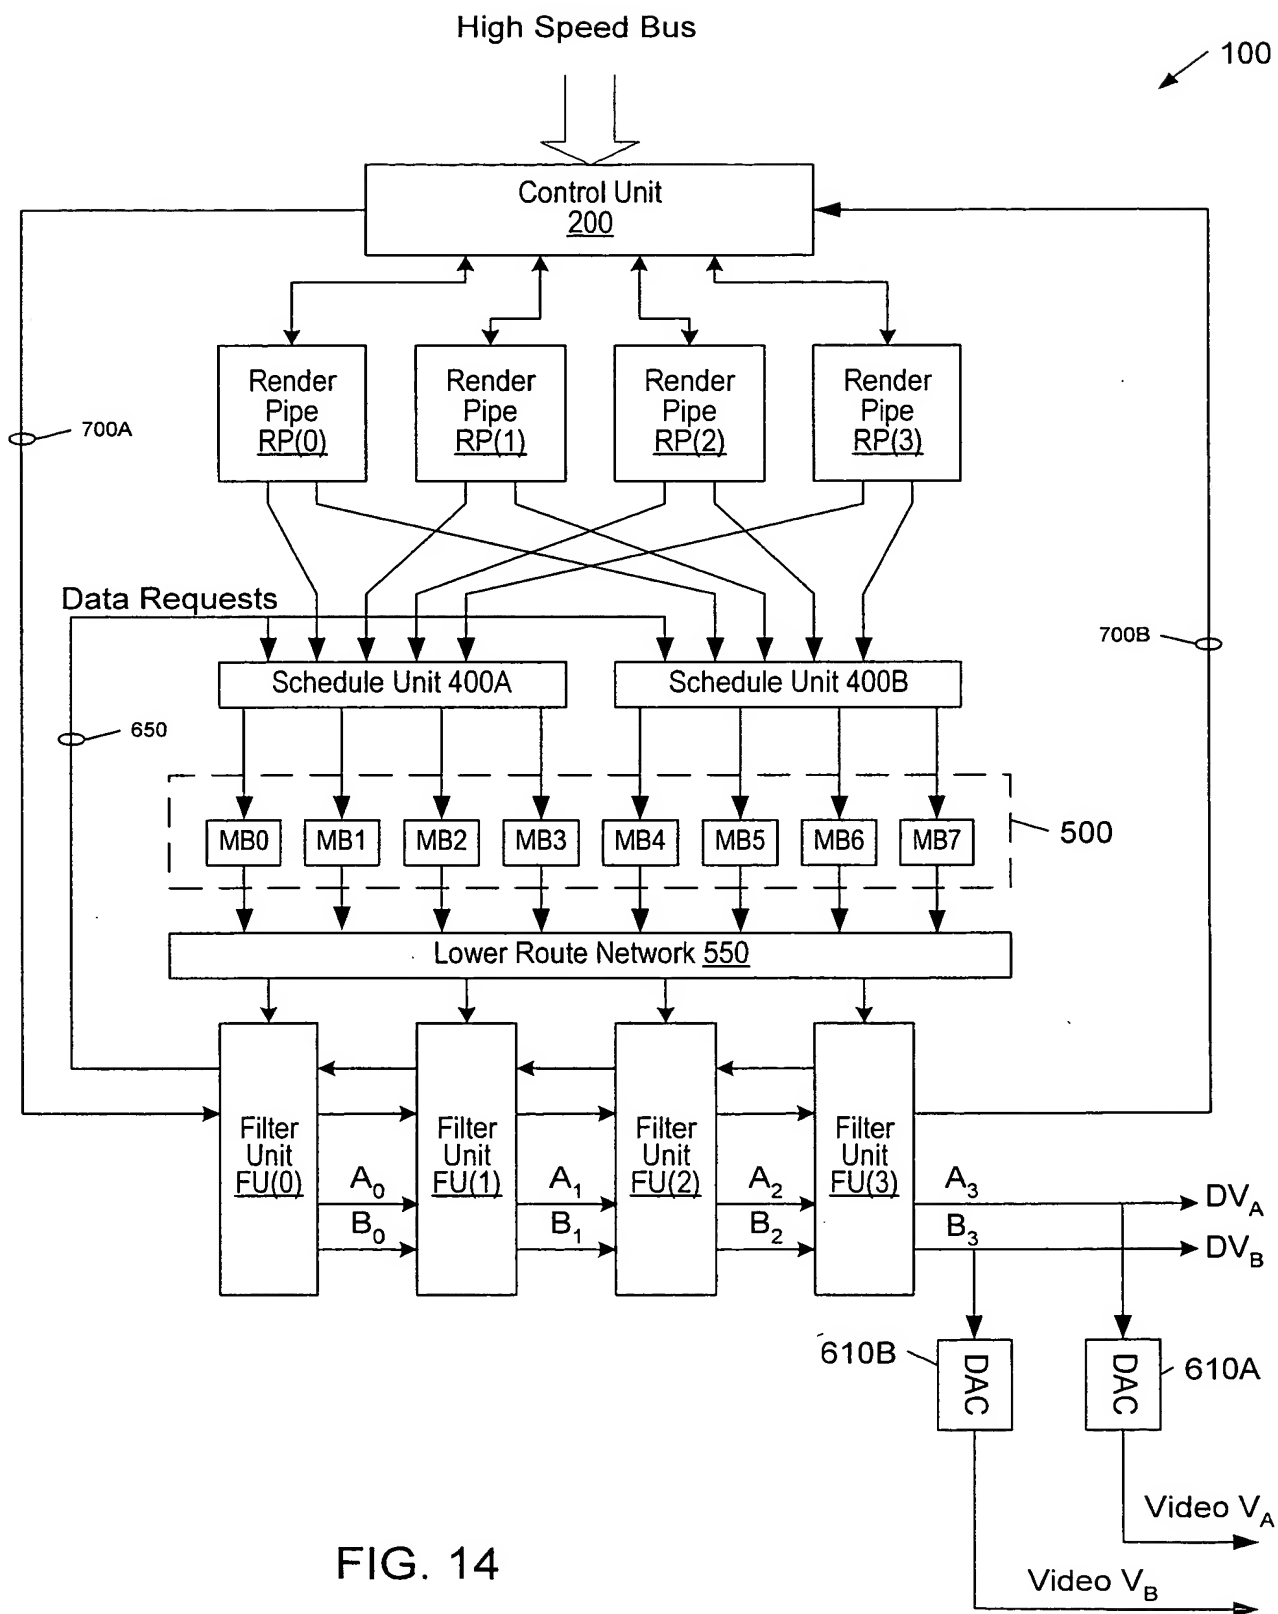 High Speed Bus
100
Control Unit
200
Render
Pipe
RP(0)
Render
Pipe
RP(1)
Render
Pipe
RP(2)
Render
Pipe
RP(3)
700A
Data Requests
700B
Schedule Unit 400A
Schedule Unit 400B
650
MB0
MB1
MB2
MB3
MB4
MB5
MB6
MB7
500
Lower Route Network 550
Filter
Unit
FU(0)
Filter
Unit
FU(1)
Filter
Unit
FU(2)
Filter
Unit
FU(3)
A0
B0
A1
B1
A2
B2
A3
B3
DVA
DVB
610B
DAC
DAC
610A
Video VA
Video VB
FIG. 14